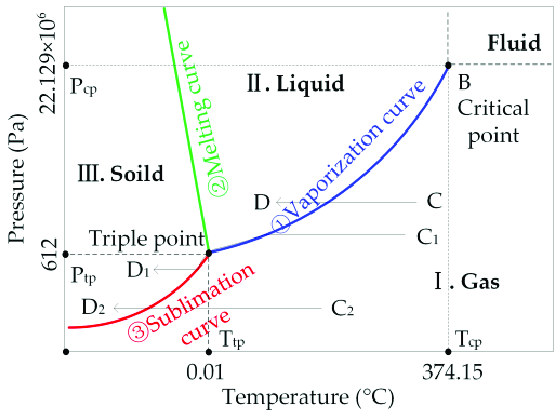 22.129×10⁶
Pcp
II. Liquid
Fluid
B
Critical
point
②Melting curve
①Vaporization curve
III. Soild
D
C
C1
Triple point
612
Ptp
D1
D2
C2
③Sublimation
curve
I. Gas
Ttp
Tcp
0.01
374.15
Temperature (°C)
Pressure (Pa)